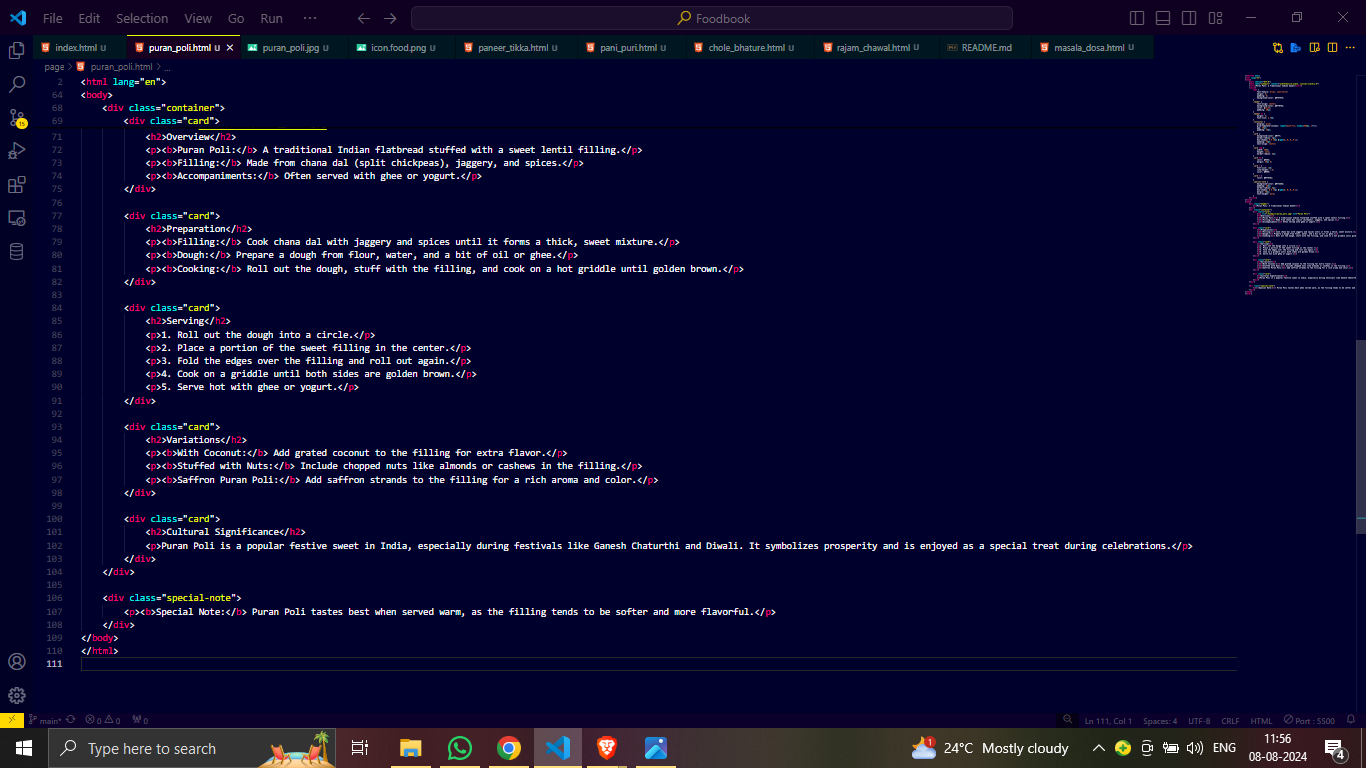 File Edit Selection View Go Run ··· Foodbook
index.html U puran_poli.html U puran_poli.jpg U icon.food.png U paneer_tikka.html U pani_puri.html U chole_bhature.html U rajam_chawal.html U README.md masala_dosa.html U
page > puran_poli.html > ...
2 <html lang="en">
64 <body>
68 <div class="container">
69 <div class="card">
71 <h2>Overview</h2>
72 <p><b>Puran Poli:</b> A traditional Indian flatbread stuffed with a sweet lentil filling.</p>
73 <p><b>Filling:</b> Made from chana dal (split chickpeas), jaggery, and spices.</p>
74 <p><b>Accompaniments:</b> Often served with ghee or yogurt.</p>
75 </div>
76
77 <div class="card">
78 <h2>Preparation</h2>
79 <p><b>Filling:</b> Cook chana dal with jaggery and spices until it forms a thick, sweet mixture.</p>
80 <p><b>Dough:</b> Prepare a dough from flour, water, and a bit of oil or ghee.</p>
81 <p><b>Cooking:</b> Roll out the dough, stuff with the filling, and cook on a hot griddle until golden brown.</p>
82 </div>
83
84 <div class="card">
85 <h2>Serving</h2>
86 <p>1. Roll out the dough into a circle.</p>
87 <p>2. Place a portion of the sweet filling in the center.</p>
88 <p>3. Fold the edges over the filling and roll out again.</p>
89 <p>4. Cook on a griddle until both sides are golden brown.</p>
90 <p>5. Serve hot with ghee or yogurt.</p>
91 </div>
92
93 <div class="card">
94 <h2>Variations</h2>
95 <p><b>With Coconut:</b> Add grated coconut to the filling for extra flavor.</p>
96 <p><b>Stuffed with Nuts:</b> Include chopped nuts like almonds or cashews in the filling.</p>
97 <p><b>Saffron Puran Poli:</b> Add saffron strands to the filling for a rich aroma and color.</p>
98 </div>
99
100 <div class="card">
101 <h2>Cultural Significance</h2>
102 <p>Puran Poli is a popular festive sweet in India, especially during festivals like Ganesh Chaturthi and Diwali. It symbolizes prosperity and is enjoyed as a special treat during celebrations.</p>
103 </div>
104 </div>
105
106 <div class="special-note">
107 <p><b>Special Note:</b> Puran Poli tastes best when served warm, as the filling tends to be softer and more flavorful.</p>
108 </div>
109 </body>
110 </html>
111
15
main* 0 0 0 Ln 111, Col 1 Spaces: 4 UTF-8 CRLF HTML Port : 5500
Type here to search 1 24°C Mostly cloudy ENG 11:56
08-08-2024 4